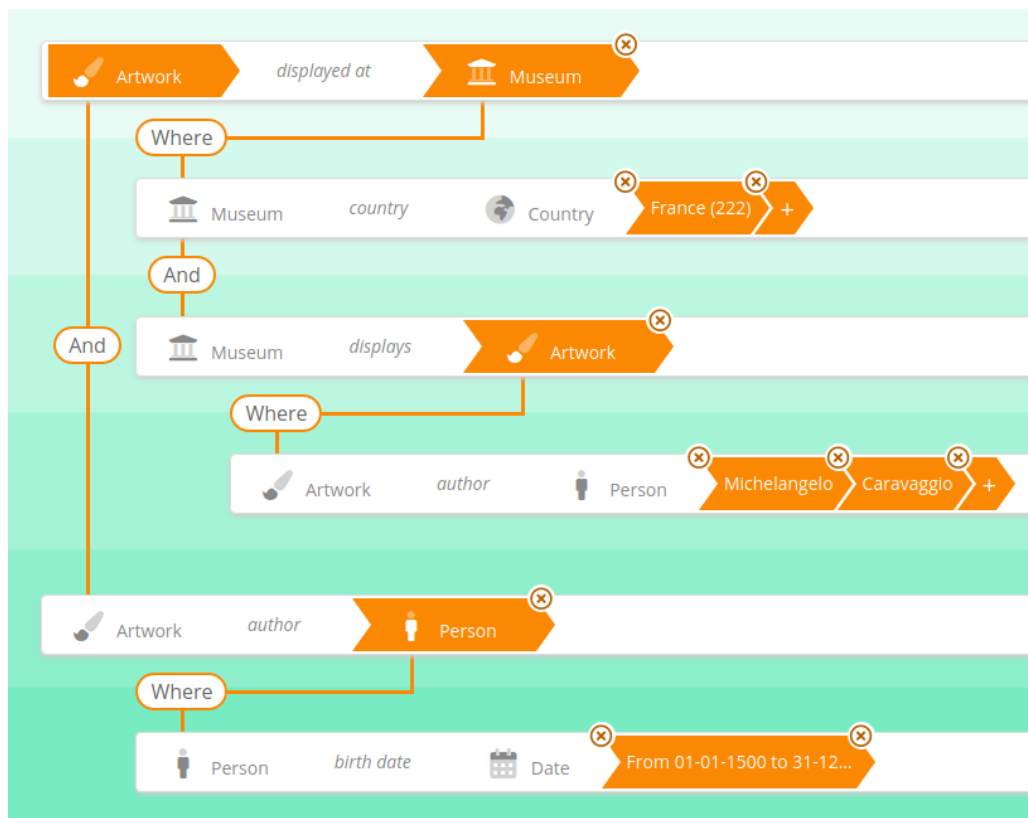 Artwork displayed at Museum
Where
Museum country Country France (222) +
And
Museum displays Artwork
And
Where
Artwork author Person Michelangelo Caravaggio +
Artwork author Person
Where
Person birth date Date From 01-01-1500 to 31-12...